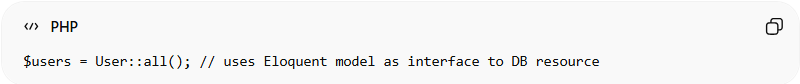 PHP
$users = User::all(); // uses Eloquent model as interface to DB resource